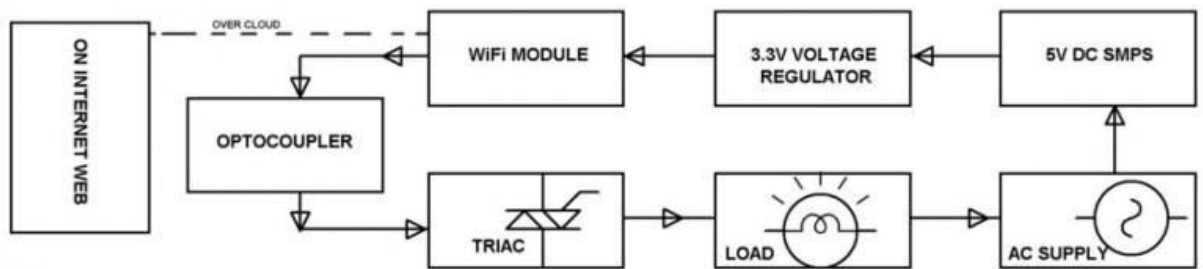 OVER CLOUD
ON INTERNET WEB
WiFi MODULE
3.3V VOLTAGE
REGULATOR
5V DC SMPS
OPTOCOUPLER
TRIAC
LOAD
AC SUPPLY